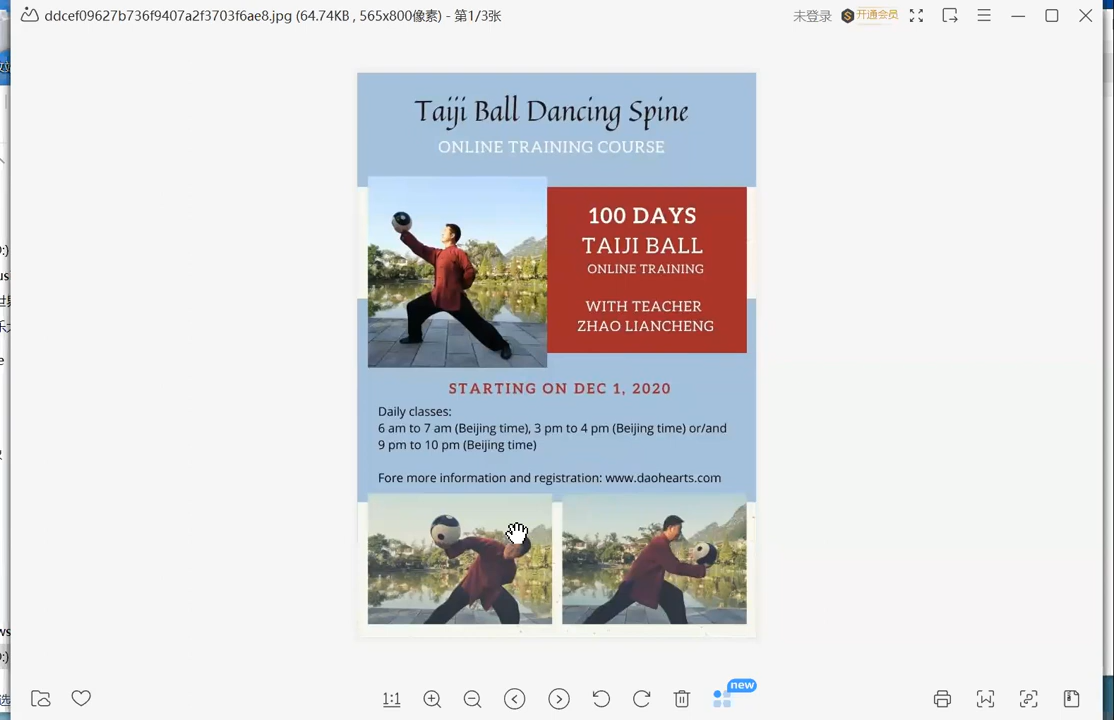 ddcef09627b736f9407a2f3703f6ae8.jpg (64.74KB , 565x800像素) - 第1/3张
未登录
开通会员
Taiji Ball Dancing Spine
ONLINE TRAINING COURSE
100 DAYS
TAIJI BALL
ONLINE TRAINING
WITH TEACHER
ZHAO LIANCHENG
STARTING ON DEC 1, 2020
Daily classes:
6 am to 7 am (Beijing time), 3 pm to 4 pm (Beijing time) or/and
9 pm to 10 pm (Beijing time)
Fore more information and registration: www.daohearts.com
1:1
new